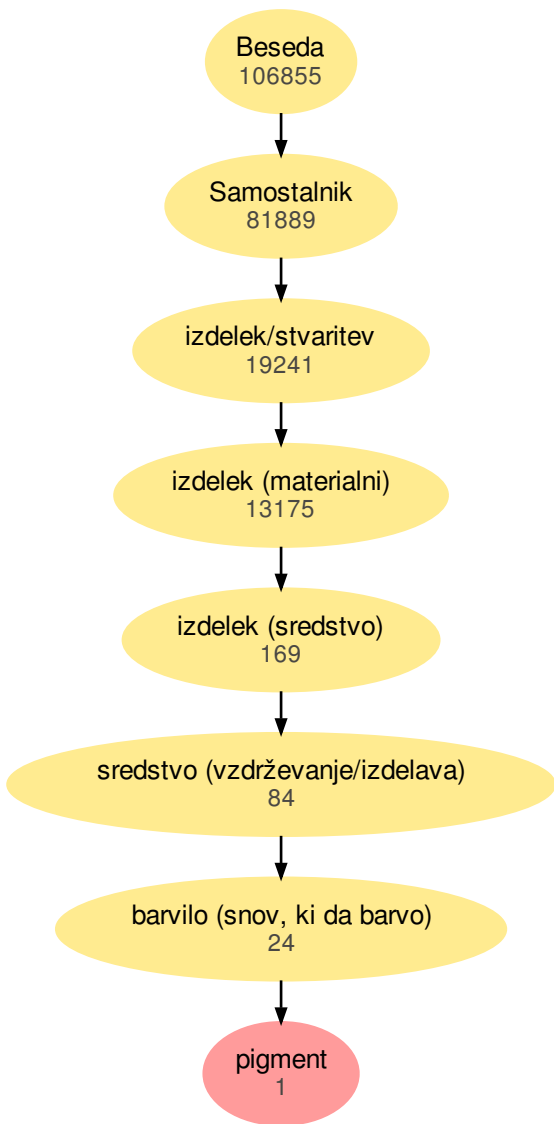 Beseda
106855
Samostalnik
81889
izdelek/stvaritev
19241
izdelek (materialni)
13175
izdelek (sredstvo)
169
sredstvo (vzdrževanje/izdelava)
84
barvilo (snov, ki da barvo)
24
pigment
1